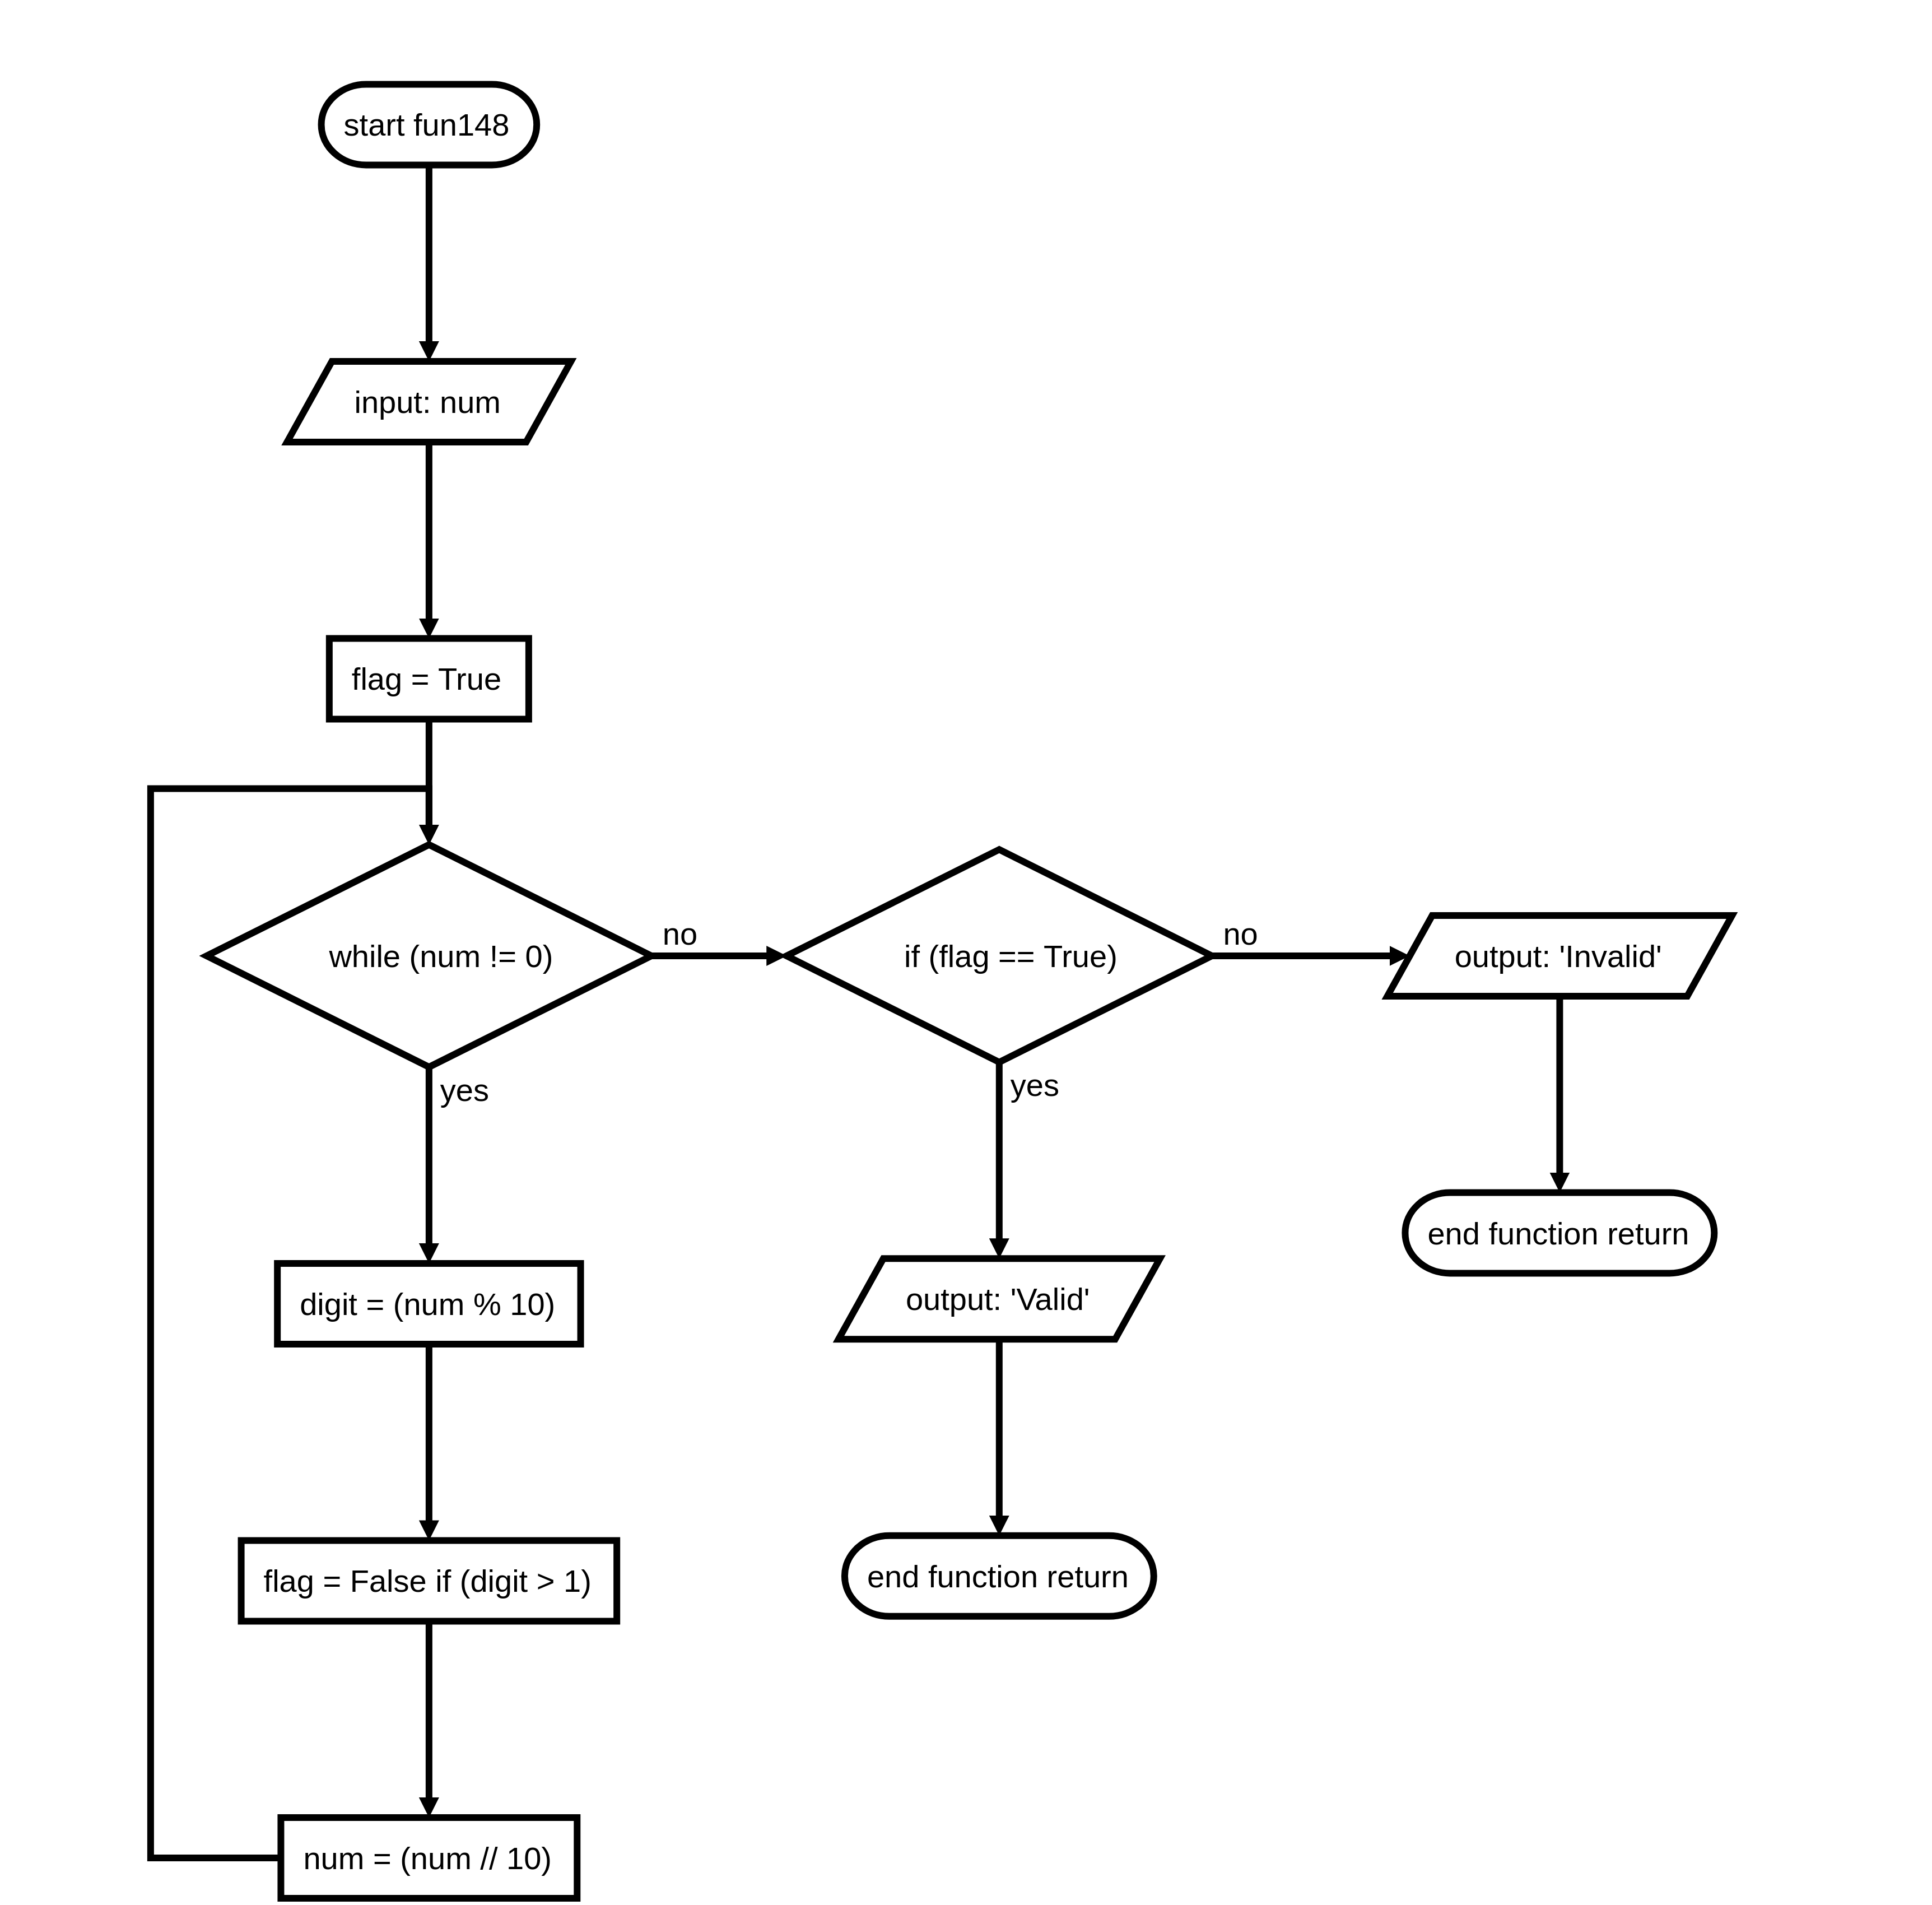 start fun148
input: num
flag = True
while (num != 0)
no
if (flag == True)
no
output: 'Invalid'
yes
yes
end function return
digit = (num % 10)
output: 'Valid'
flag = False if (digit > 1)
end function return
num = (num // 10)